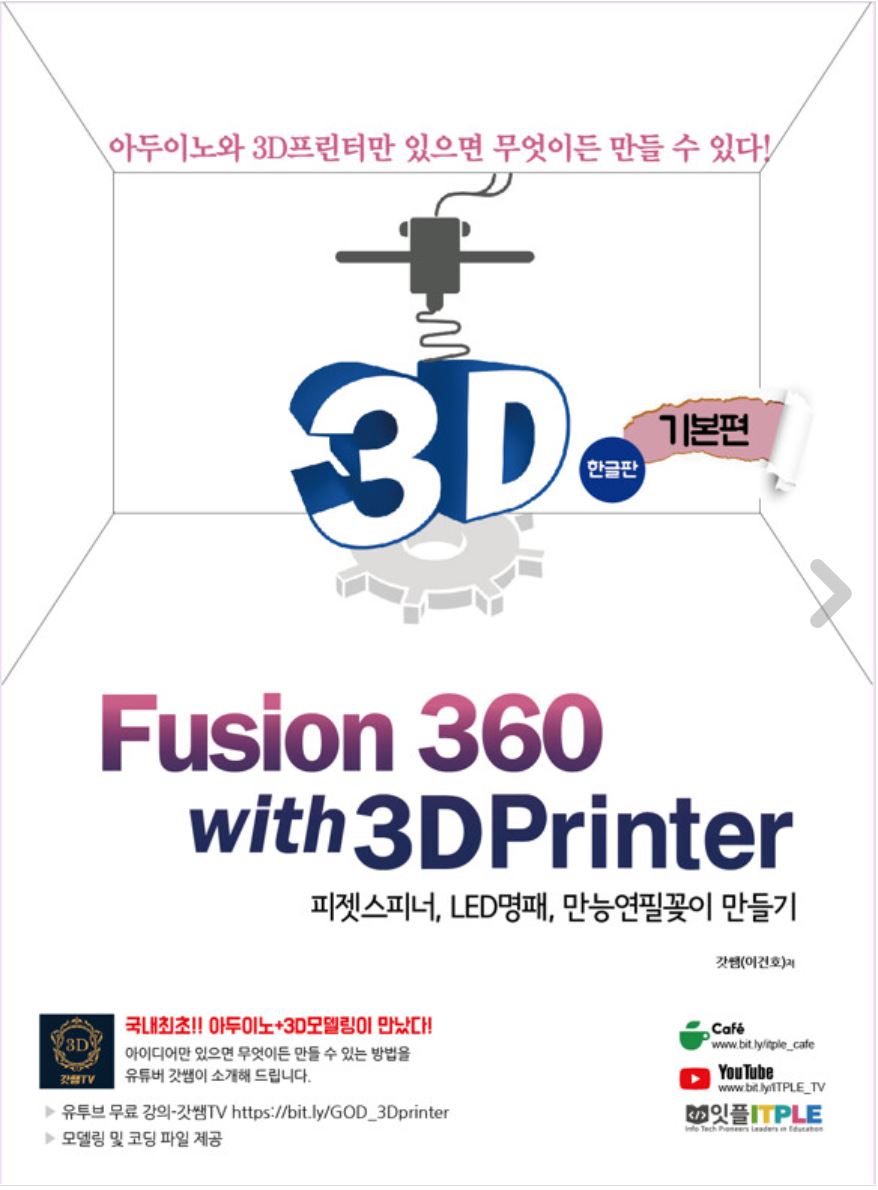 아두이노와 3D프린터만 있으면 무엇이든 만들 수 있다!
3D
기본편
한글판
Fusion 360
with 3DPrinter
피젯스피너, LED명패, 만능연필꽂이 만들기
갓쌤(이건호)저
3D
갓쌤TV
국내최초!! 아두이노+3D모델링이 만났다!
아이디어만 있으면 무엇이든 만들 수 있는 방법을
유튜버 갓쌤이 소개해 드립니다.
▶ 유투브 무료 강의-갓쌤TV https://bit.ly/GOD_3Dprinter
▶ 모델링 및 코딩 파일 제공
Café
www.bit.ly/itple_cafe
YouTube
www.bit.ly/ITPLE_TV
잇플ITPLE
Info Tech Pioneers Leaders in Education